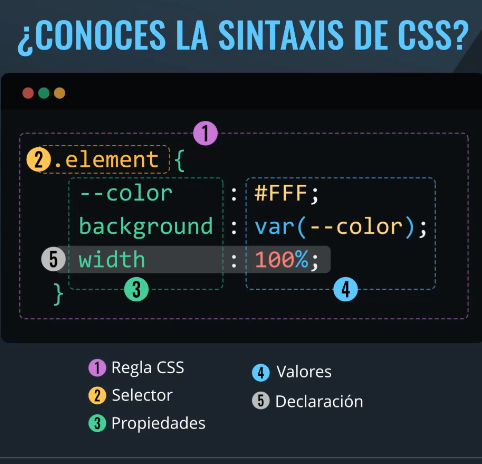 ¿CONOCES LA SINTAXIS DE CSS?
1
2 .element {
--color : #FFF;
background : var(--color);
5 width : 100%;
} 3 4
1 Regla CSS
2 Selector
3 Propiedades
4 Valores
5 Declaración